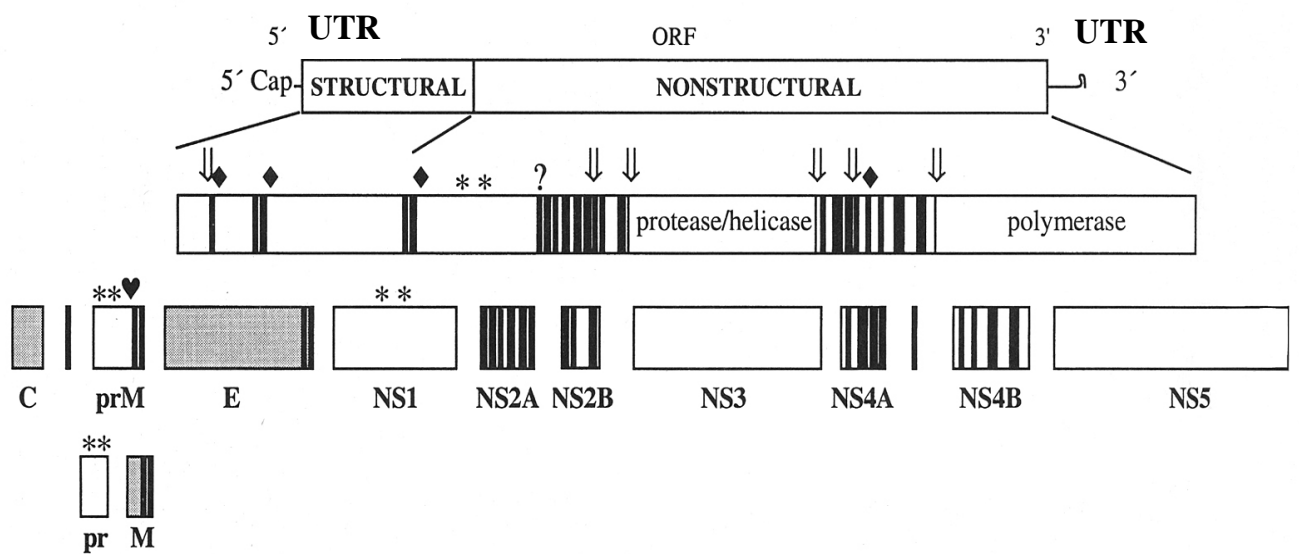 5´ UTR ORF 3' UTR
5´ Cap STRUCTURAL NONSTRUCTURAL 3´
* * ?
protease/helicase polymerase
** * *
C prM E NS1 NS2A NS2B NS3 NS4A NS4B NS5
**
pr M